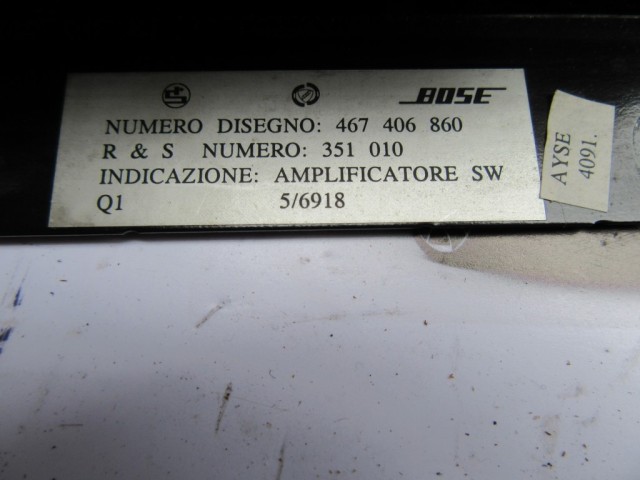 BOSE
NUMERO DISEGNO: 467 406 860
R & S NUMERO: 351 010
INDICAZIONE: AMPLIFICATORE SW
Q1 5/6918
AYSE
4091.